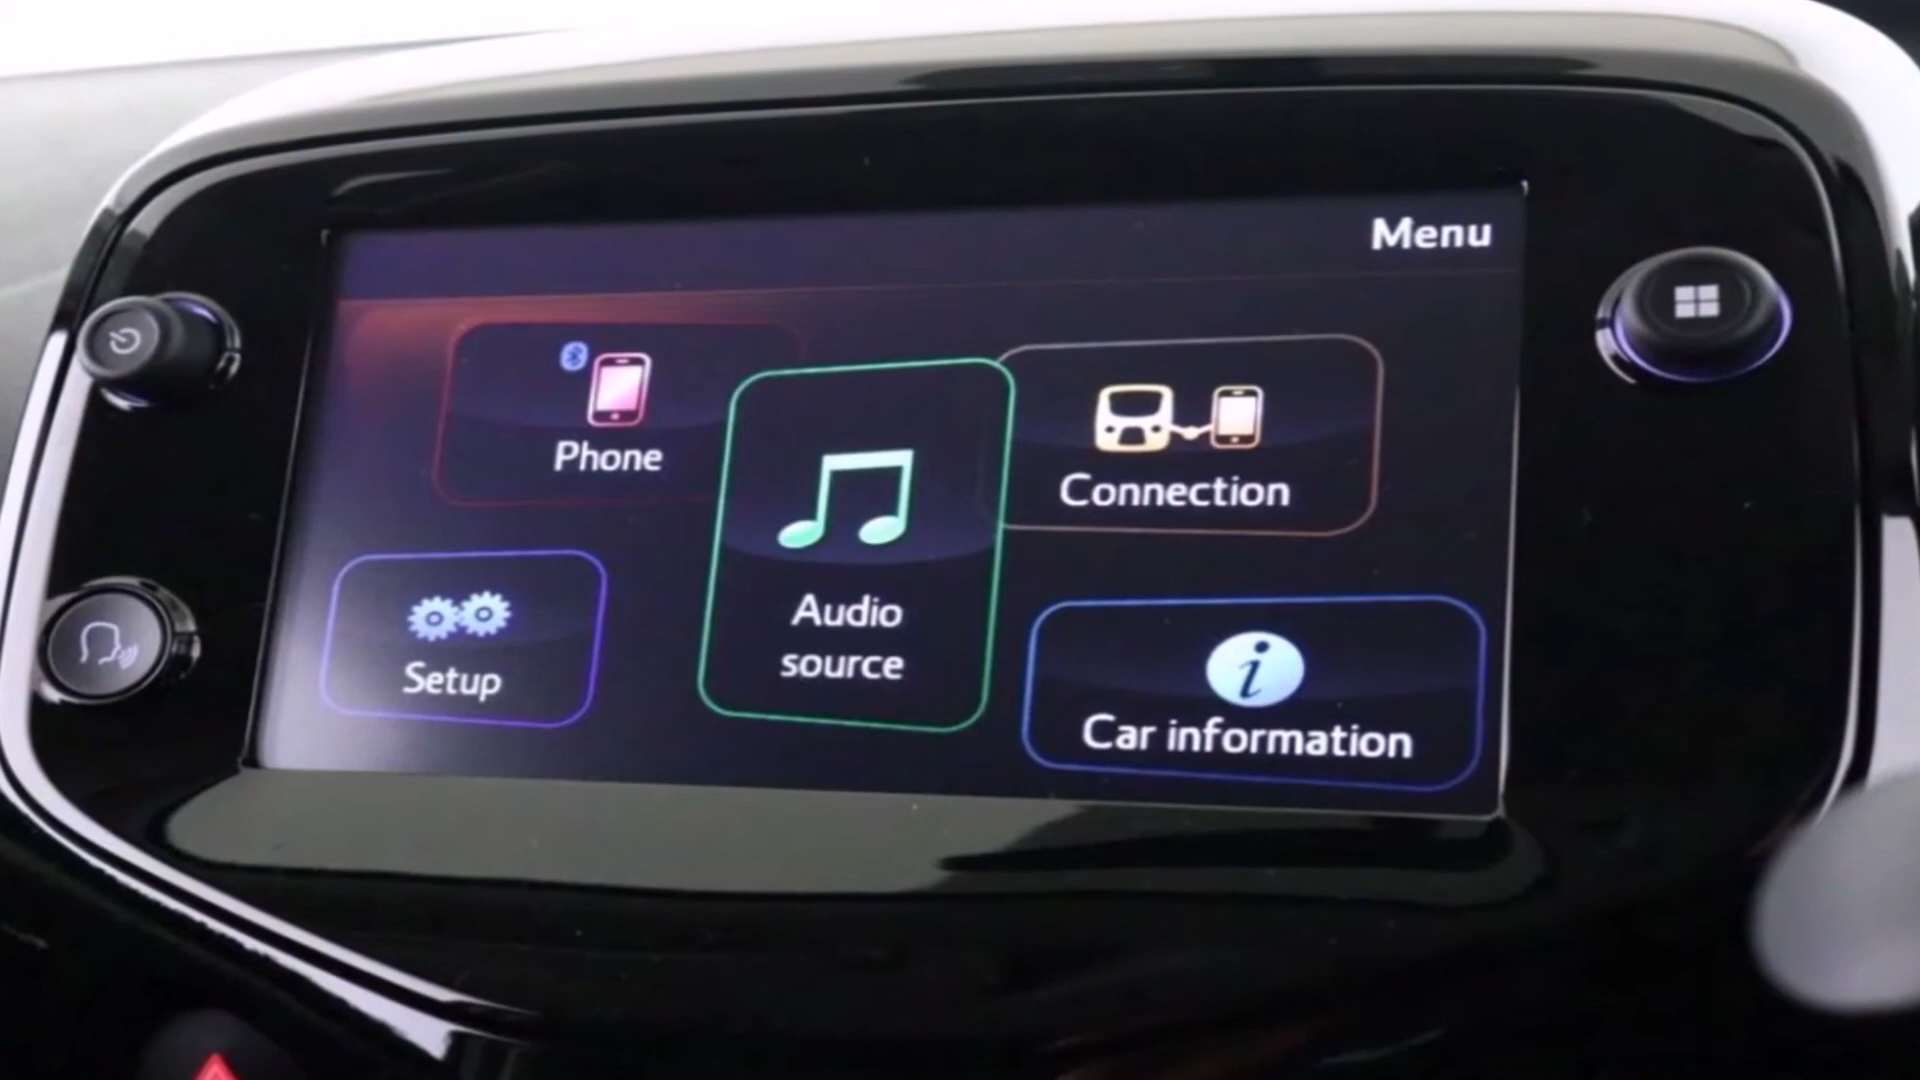 Menu
Phone
Connection
Audio
source
Setup
Car information